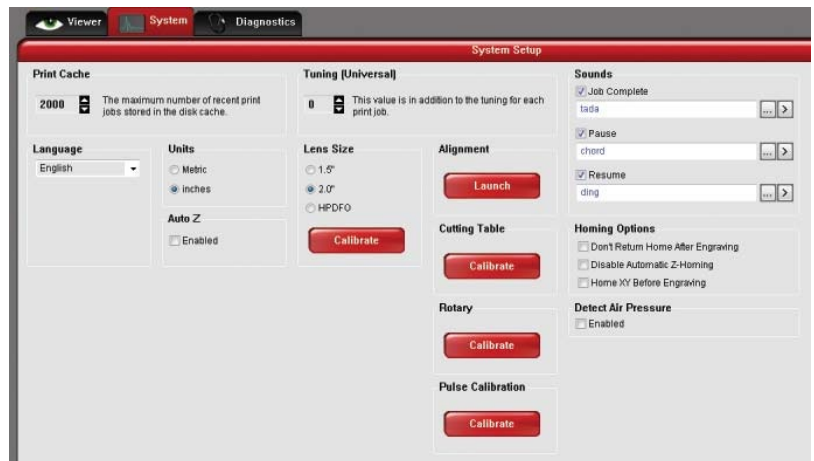 Viewer
System
Diagnostics
System Setup
Print Cache
2000
The maximum number of recent print
jobs stored in the disk cache.
Tuning (Universal)
0
This value is in addition to the tuning for each
print job.
Sounds
Job Complete
tada
...
>
Pause
chord
...
>
Resume
ding
...
>
Language
English
Units
Metric
inches
Auto Z
Enabled
Lens Size
1.5"
2.0"
HPDFO
Calibrate
Alignment
Launch
Cutting Table
Calibrate
Rotary
Calibrate
Pulse Calibration
Calibrate
Homing Options
Don't Return Home After Engraving
Disable Automatic Z-Homing
Home XY Before Engraving
Detect Air Pressure
Enabled